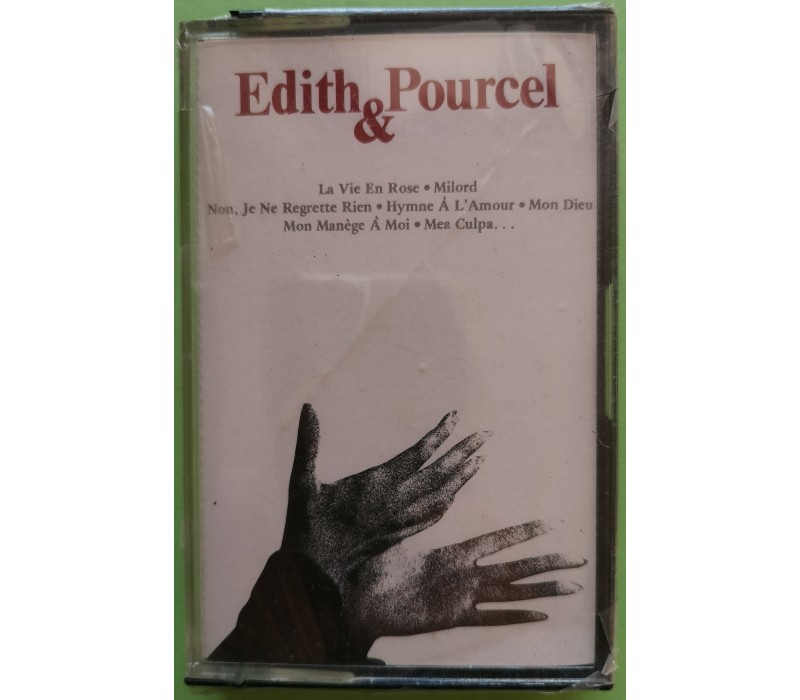 Edith & Pourcel
La Vie En Rose • Milord
Non, Je Ne Regrette Rien • Hymne À L'Amour • Mon Dieu
Mon Manège À Moi • Mea Culpa...